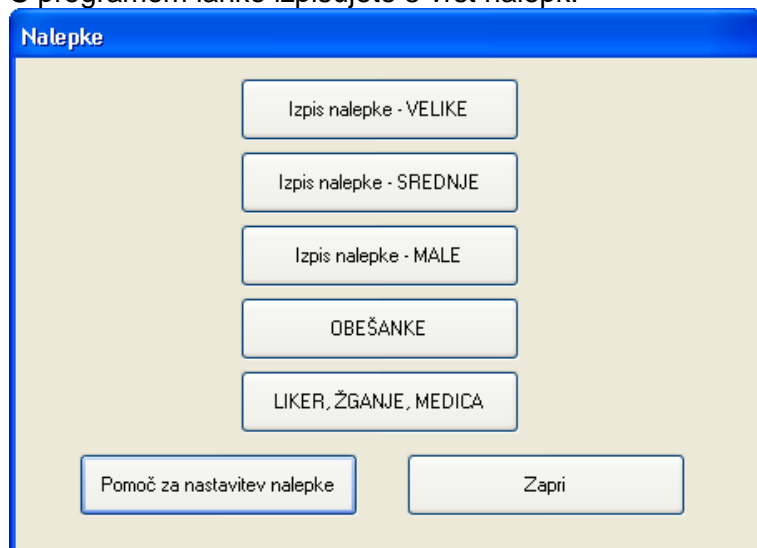 Nalepke
Izpis nalepke - VELIKE
Izpis nalepke - SREDNJE
Izpis nalepke - MALE
OBEŠANKE
LIKER, ŽGANJE, MEDICA
Pomoč za nastavitev nalepke
Zapri